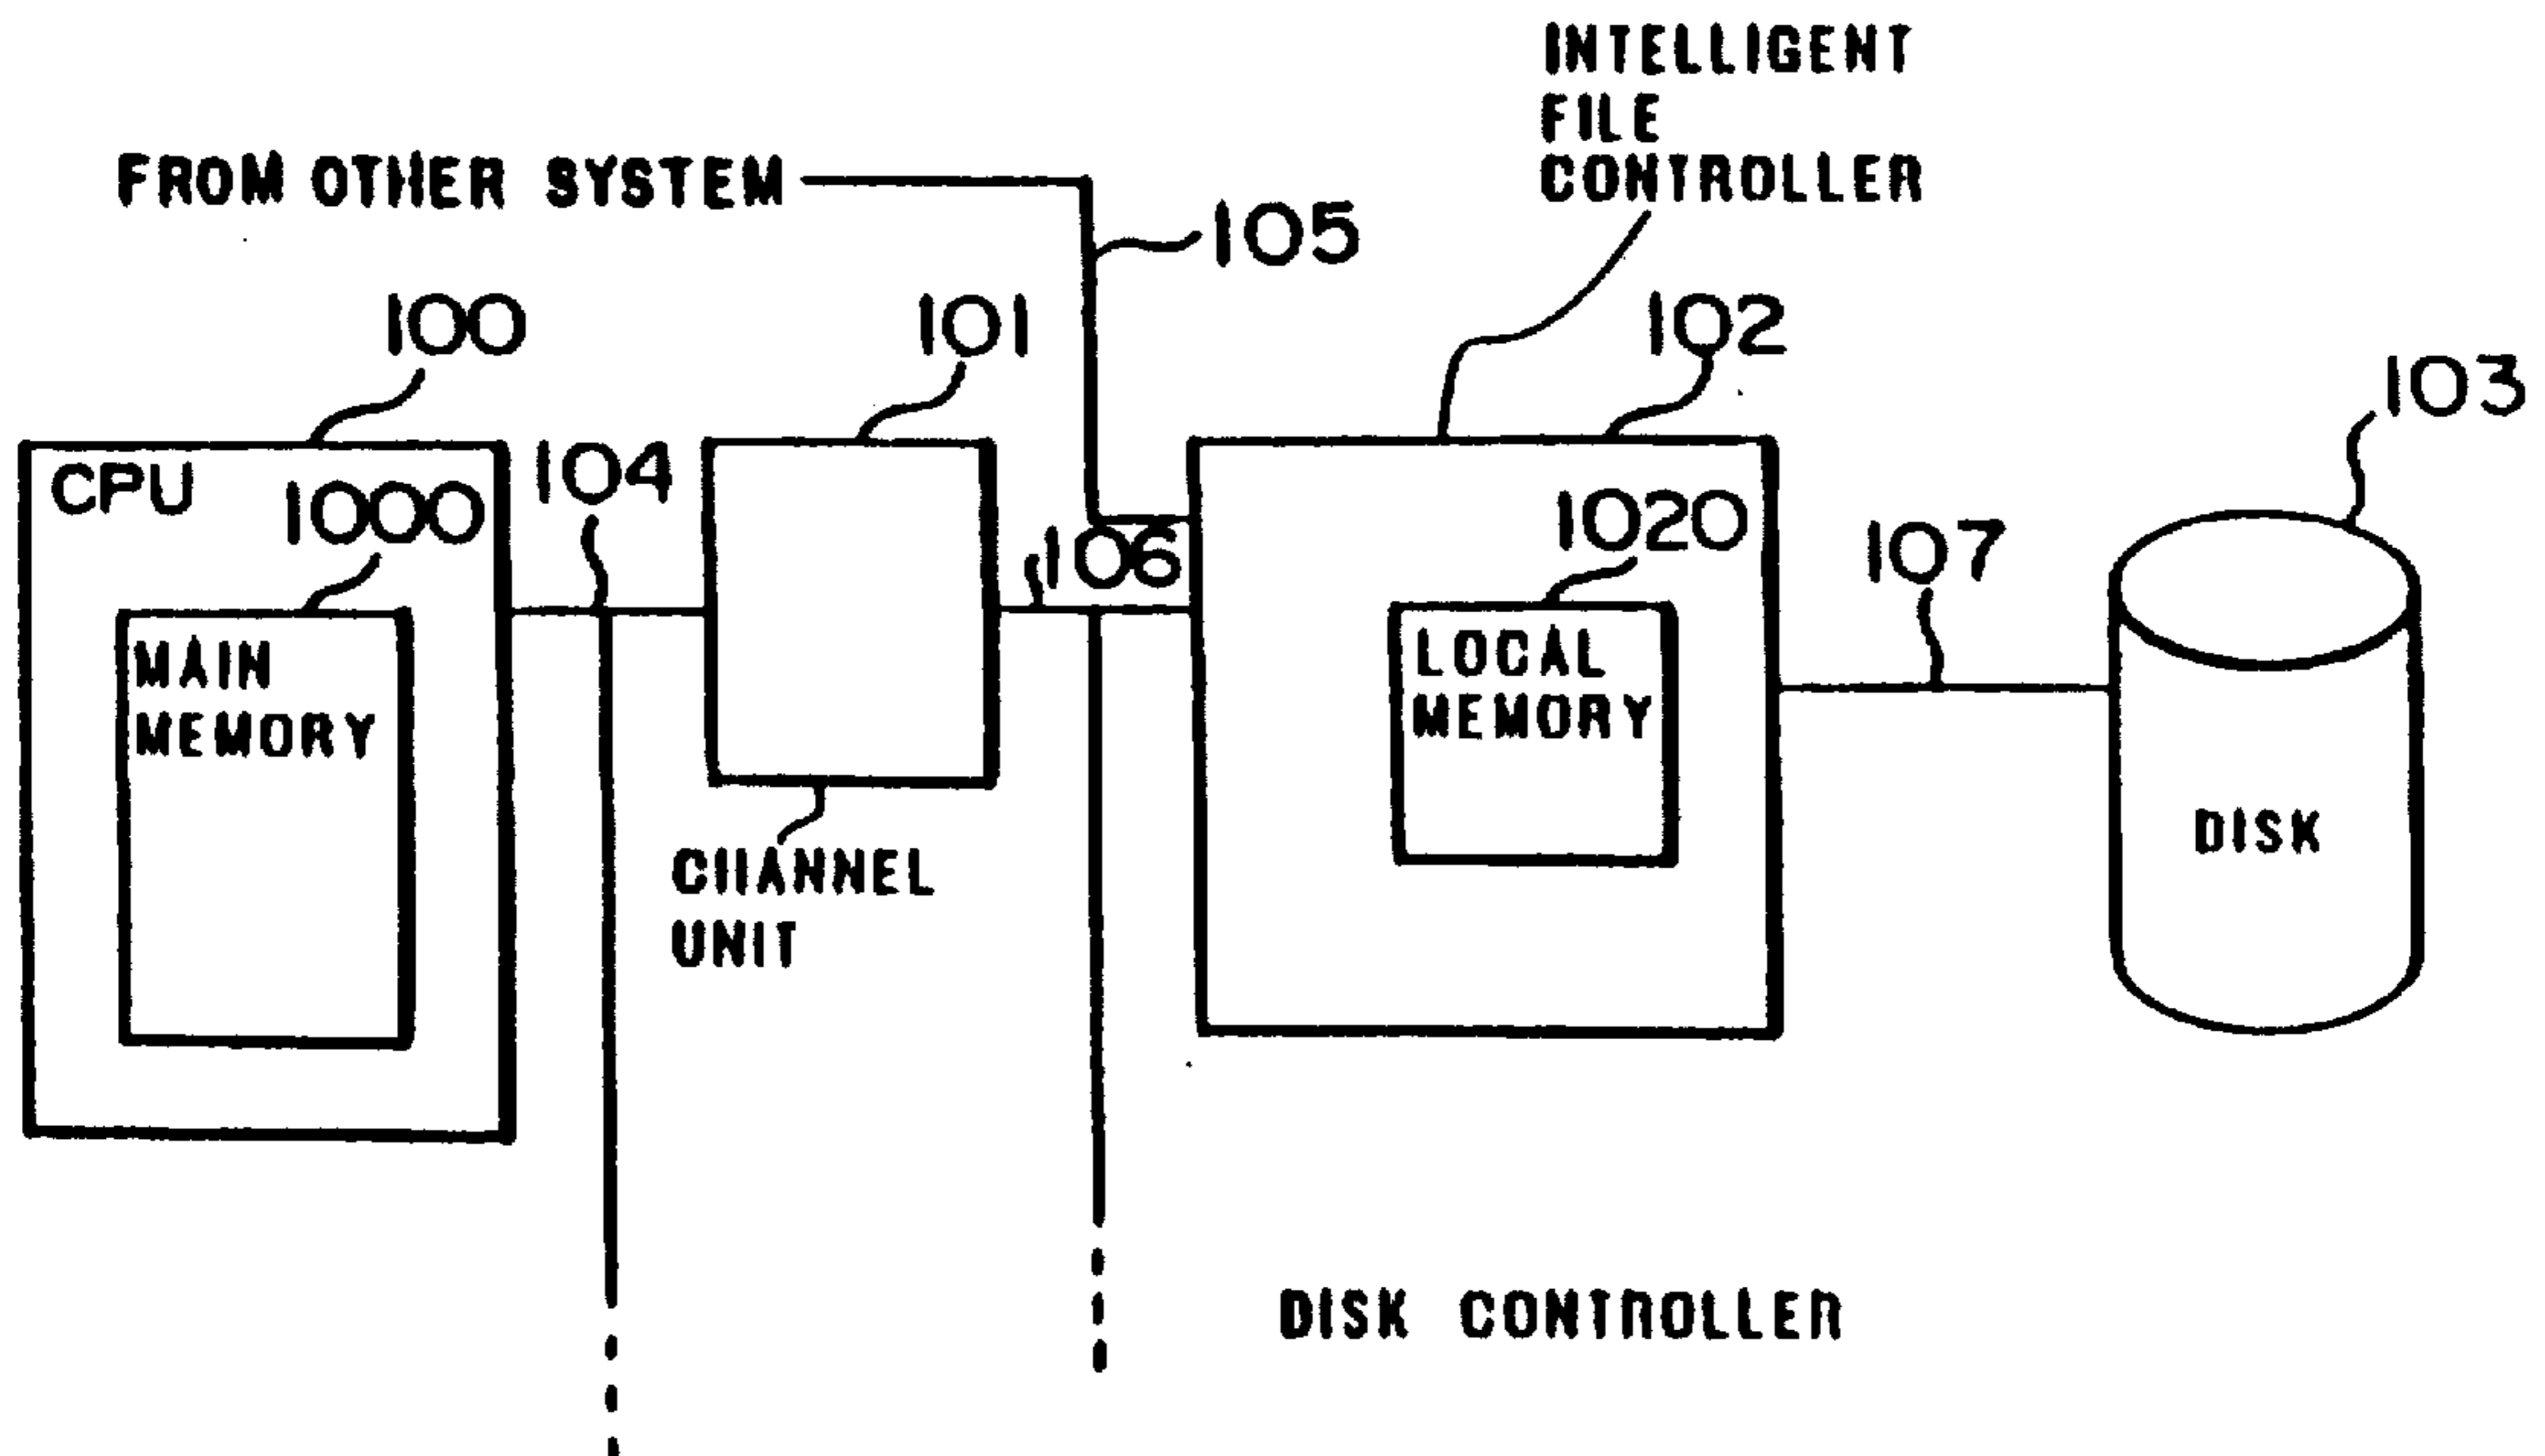 INTELLIGENT
FILE
CONTROLLER
FROM OTHER SYSTEM
105
100
101
102
103
CPU
1000
104
106
1020
107
MAIN
MEMORY
LOCAL
MEMORY
DISK
CHANNEL
UNIT
DISK CONTROLLER